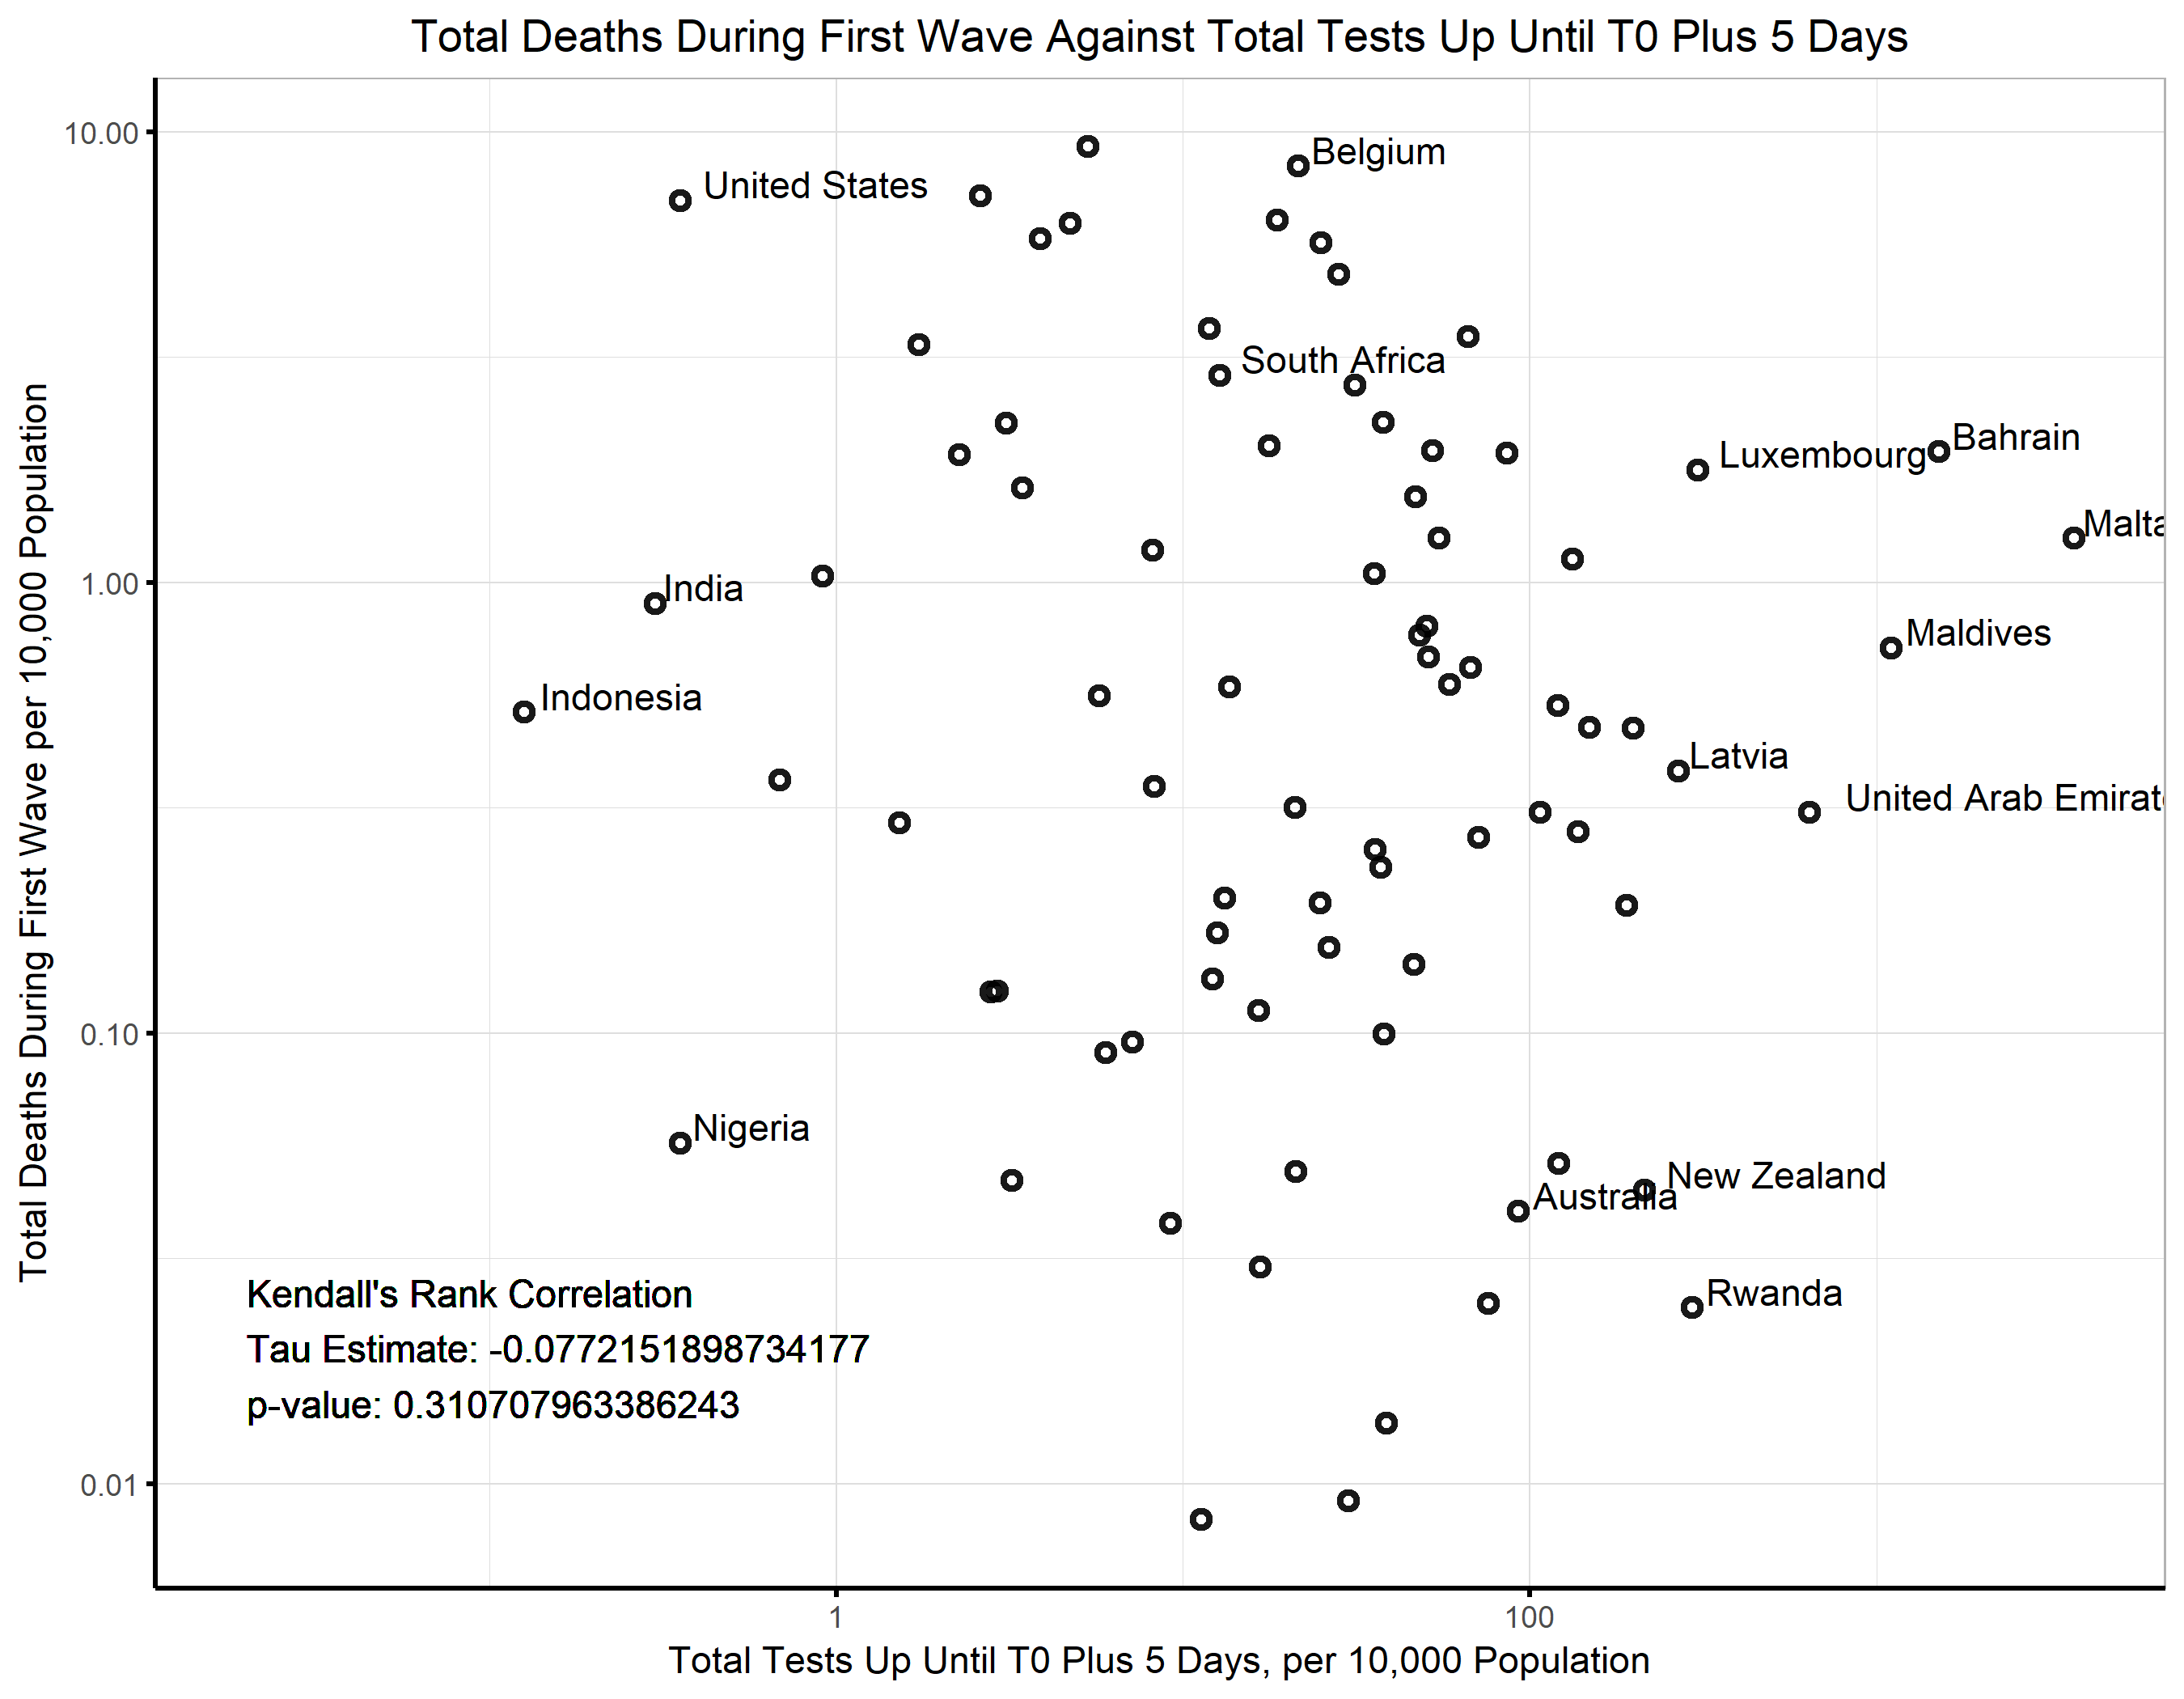 Total Deaths During First Wave Against Total Tests Up Until T0 Plus 5 Days
Total Deaths During First Wave per 10,000 Population
10.00
1.00
0.10
0.01
Belgium
United States
South Africa
Bahrain
Luxembourg
Malta
India
Maldives
Indonesia
Latvia
United Arab Emirat
Nigeria
New Zealand
Australia
Rwanda
Kendall's Rank Correlation
Tau Estimate: -0.0772151898734177
p-value: 0.310707963386243
1
100
Total Tests Up Until T0 Plus 5 Days, per 10,000 Population